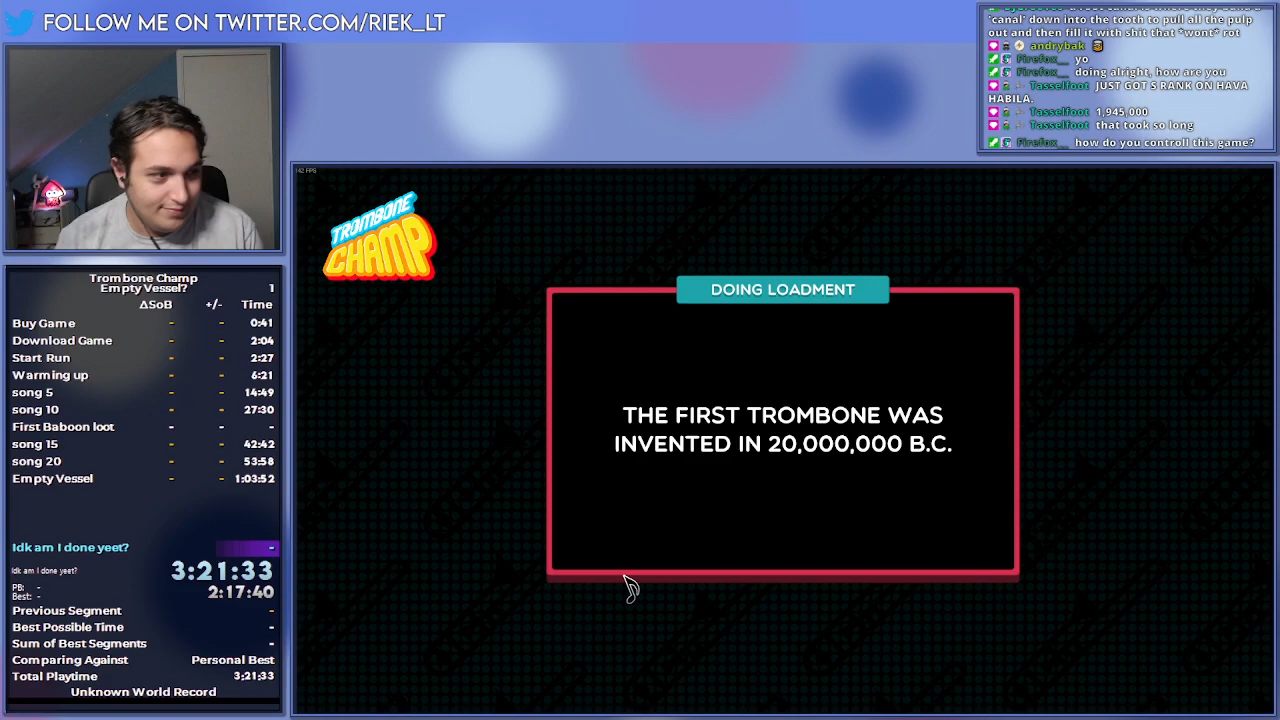 FOLLOW ME ON TWITTER.COM/RIEK_LT
'canal' down into the tooth to pull all the pulp
out and then fill it with shit that *wont* rot
andrybak
Firefox__ yo
Firefox__ doing alright, how are you
Tasselfoot JUST GOT S RANK ON HAVA
HABILA.
Tasselfoot 1,945,000
Tasselfoot that took so long
Firefox__ how do you controll this game?
142 FPS
TROMBONE
CHAMP
DOING LOADMENT
THE FIRST TROMBONE WAS
INVENTED IN 20,000,000 B.C.
Trombone Champ
Empty Vessel? 1
ΔSoB +/- Time
Buy Game - - 0:41
Download Game - - 2:04
Start Run - - 2:27
Warming up - - 6:21
song 5 - - 14:49
song 10 - - 27:30
First Baboon loot - - -
song 15 - - 42:42
song 20 - - 53:58
Empty Vessel - - 1:03:52
Idk am I done yeet? -
Idk am I done yeet? 3:21:33
PB: -
Best: - 2:17:40
Previous Segment -
Best Possible Time -
Sum of Best Segments -
Comparing Against Personal Best
Total Playtime 3:21:33
Unknown World Record